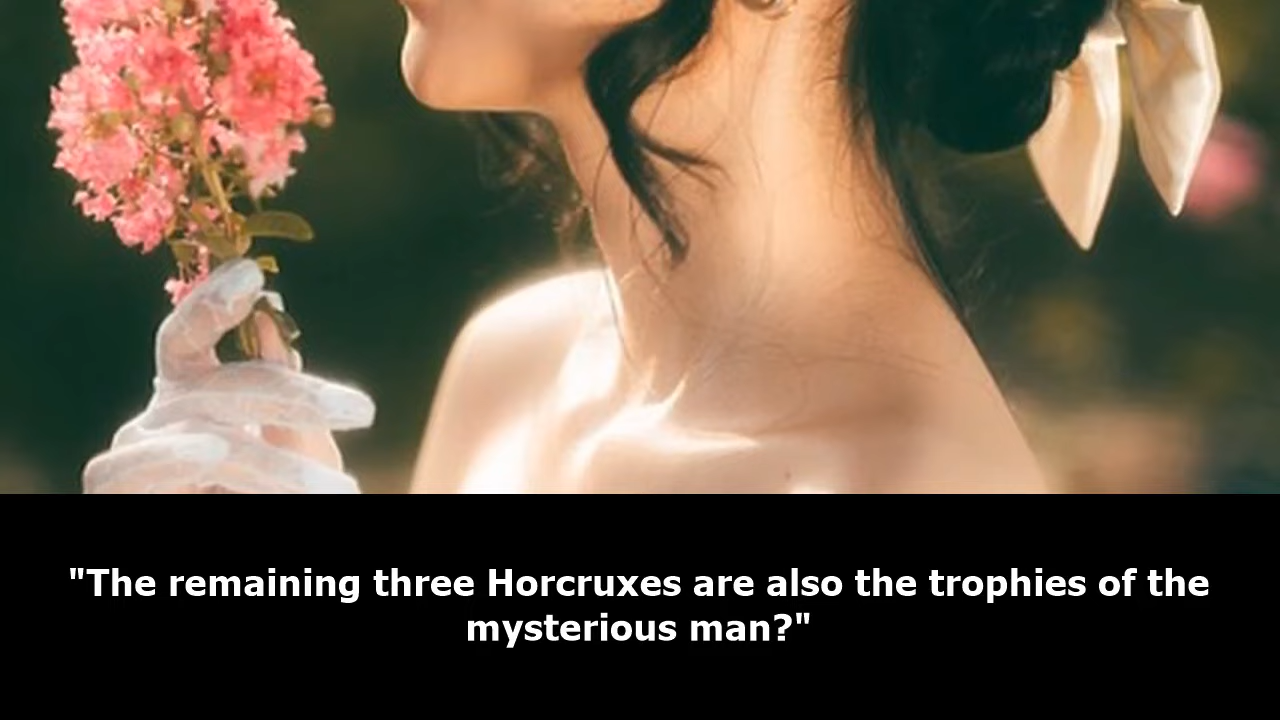 "The remaining three Horcruxes are also the trophies of the
mysterious man?"